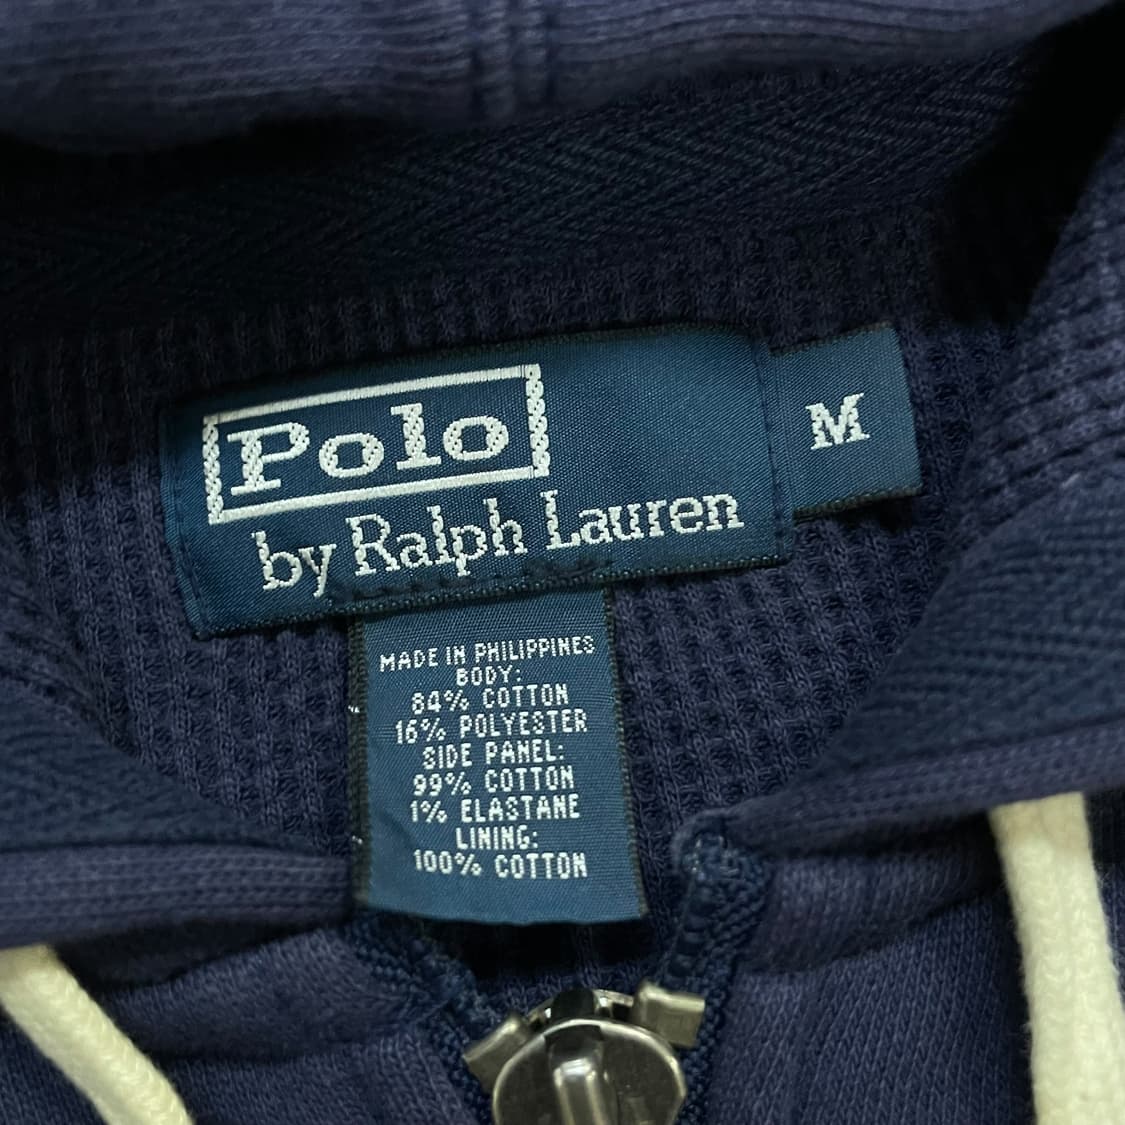 Polo
by Ralph Lauren
M
MADE IN PHILIPPINES
BODY:
84% COTTON
16% POLYESTER
SIDE PANEL:
99% COTTON
1% ELASTANE
LINING:
100% COTTON